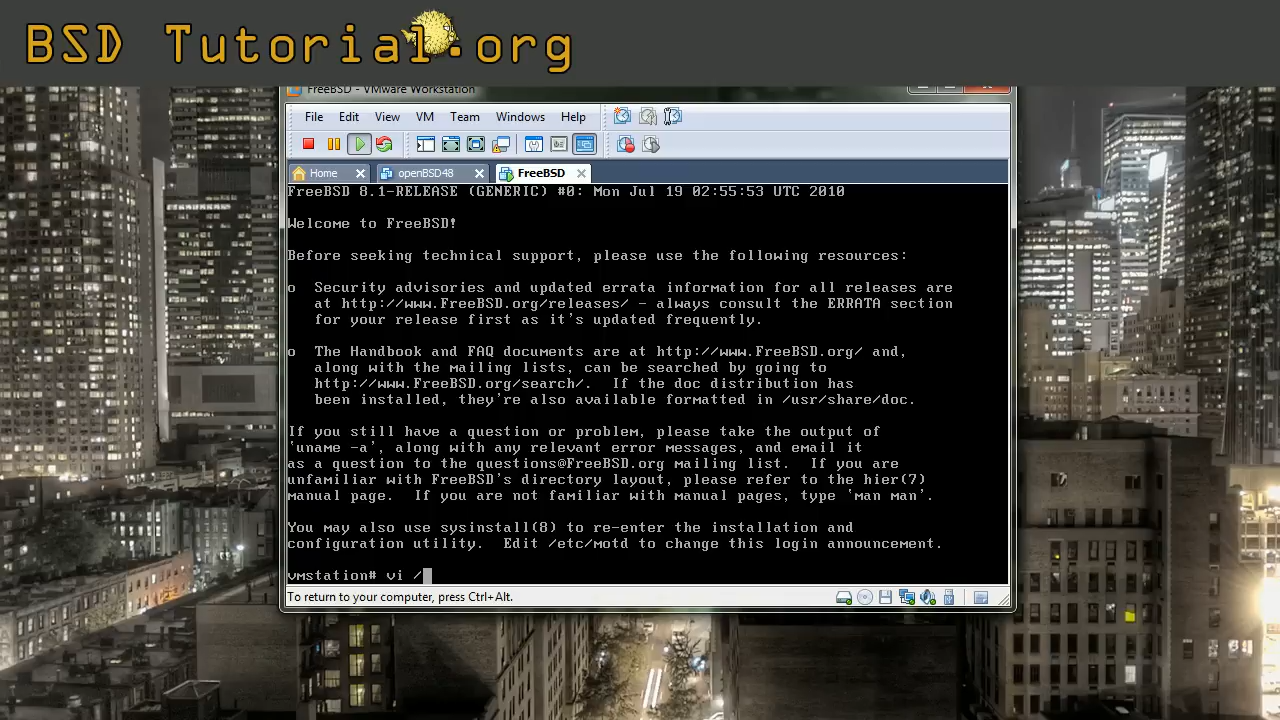 BSD Tutorial.org
FreeBSD - VMware Workstation
File Edit View VM Team Windows Help
Home openBSD48 FreeBSD
FreeBSD 8.1-RELEASE (GENERIC) #0: Mon Jul 19 02:55:53 UTC 2010
Welcome to FreeBSD!
Before seeking technical support, please use the following resources:
o Security advisories and updated errata information for all releases are
at http://www.FreeBSD.org/releases/ - always consult the ERRATA section
for your release first as it's updated frequently.
o The Handbook and FAQ documents are at http://www.FreeBSD.org/ and,
along with the mailing lists, can be searched by going to
http://www.FreeBSD.org/search/. If the doc distribution has
been installed, they're also available formatted in /usr/share/doc.
If you still have a question or problem, please take the output of
`uname -a', along with any relevant error messages, and email it
as a question to the questions@FreeBSD.org mailing list. If you are
unfamiliar with FreeBSD's directory layout, please refer to the hier(7)
manual page. If you are not familiar with manual pages, type `man man'.
You may also use sysinstall(8) to re-enter the installation and
configuration utility. Edit /etc/motd to change this login announcement.
vmstation# vi /
To return to your computer, press Ctrl+Alt.